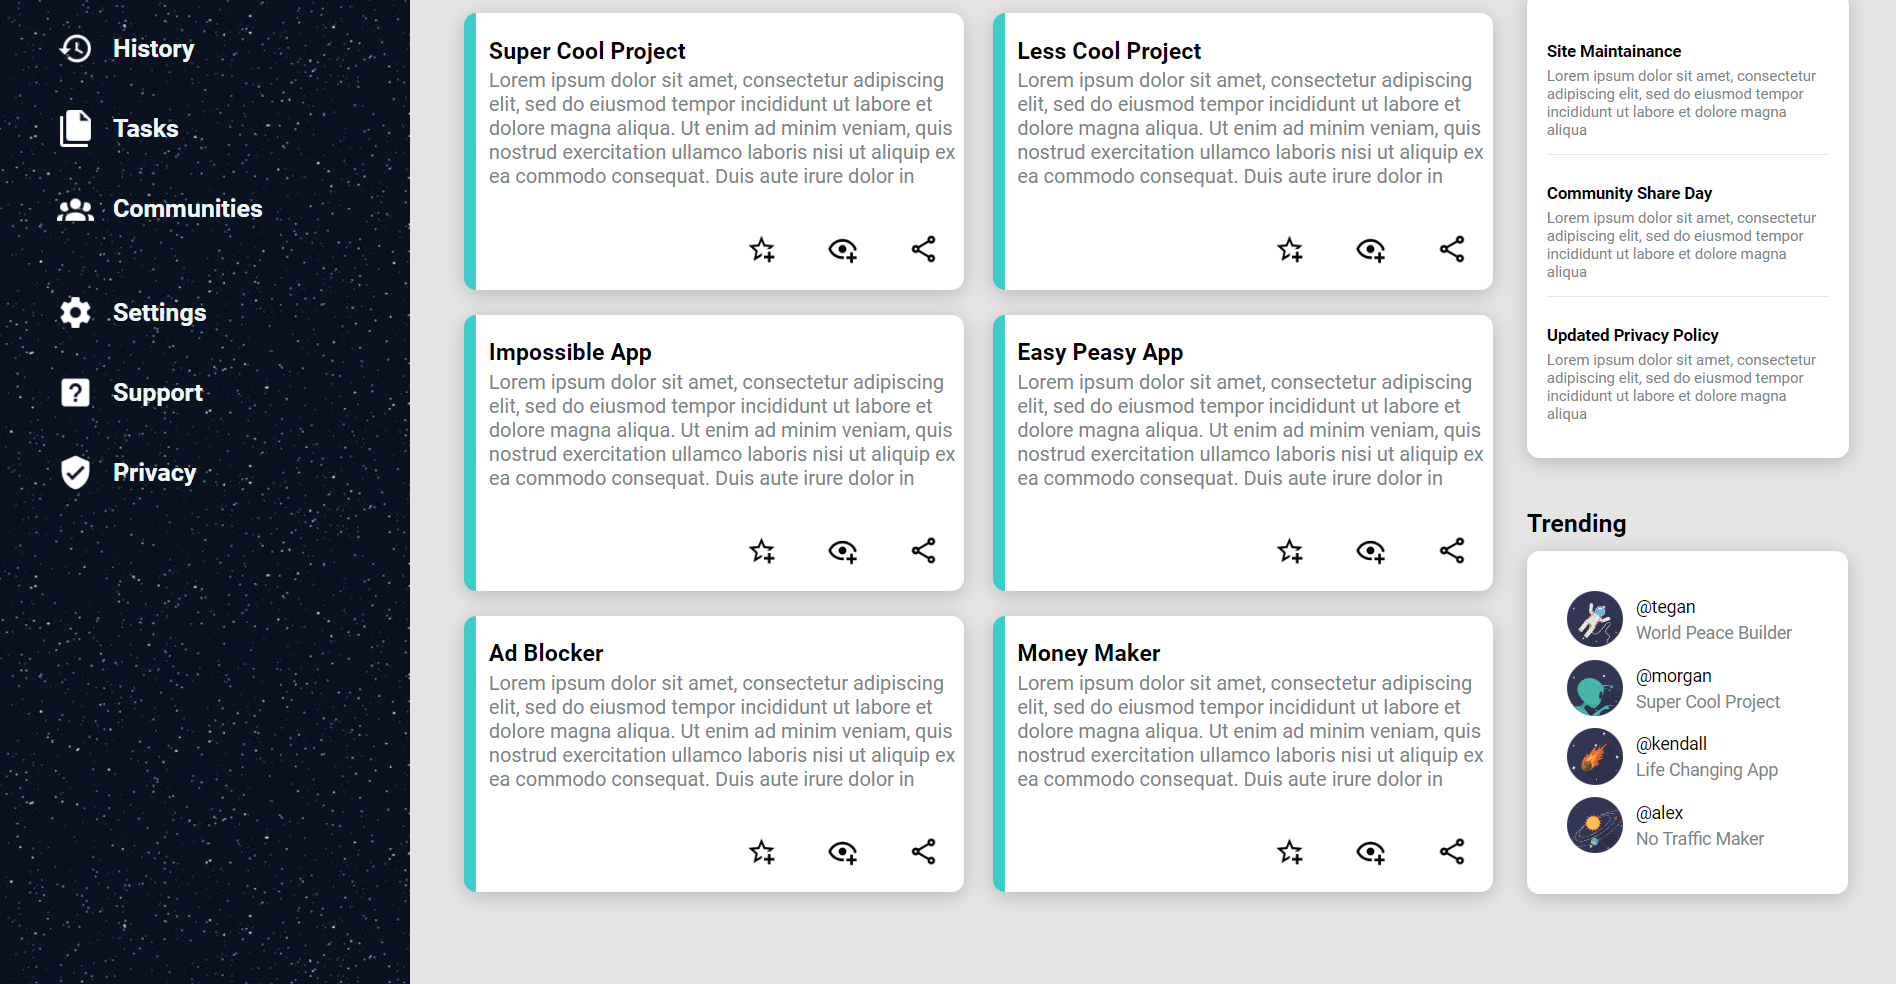 History
Tasks
Communities
Settings
Support
Privacy
Super Cool Project
Lorem ipsum dolor sit amet, consectetur adipiscing
elit, sed do eiusmod tempor incididunt ut labore et
dolore magna aliqua. Ut enim ad minim veniam, quis
nostrud exercitation ullamco laboris nisi ut aliquip ex
ea commodo consequat. Duis aute irure dolor in
Less Cool Project
Lorem ipsum dolor sit amet, consectetur adipiscing
elit, sed do eiusmod tempor incididunt ut labore et
dolore magna aliqua. Ut enim ad minim veniam, quis
nostrud exercitation ullamco laboris nisi ut aliquip ex
ea commodo consequat. Duis aute irure dolor in
Impossible App
Lorem ipsum dolor sit amet, consectetur adipiscing
elit, sed do eiusmod tempor incididunt ut labore et
dolore magna aliqua. Ut enim ad minim veniam, quis
nostrud exercitation ullamco laboris nisi ut aliquip ex
ea commodo consequat. Duis aute irure dolor in
Easy Peasy App
Lorem ipsum dolor sit amet, consectetur adipiscing
elit, sed do eiusmod tempor incididunt ut labore et
dolore magna aliqua. Ut enim ad minim veniam, quis
nostrud exercitation ullamco laboris nisi ut aliquip ex
ea commodo consequat. Duis aute irure dolor in
Ad Blocker
Lorem ipsum dolor sit amet, consectetur adipiscing
elit, sed do eiusmod tempor incididunt ut labore et
dolore magna aliqua. Ut enim ad minim veniam, quis
nostrud exercitation ullamco laboris nisi ut aliquip ex
ea commodo consequat. Duis aute irure dolor in
Money Maker
Lorem ipsum dolor sit amet, consectetur adipiscing
elit, sed do eiusmod tempor incididunt ut labore et
dolore magna aliqua. Ut enim ad minim veniam, quis
nostrud exercitation ullamco laboris nisi ut aliquip ex
ea commodo consequat. Duis aute irure dolor in
Site Maintainance
Lorem ipsum dolor sit amet, consectetur
adipiscing elit, sed do eiusmod tempor
incididunt ut labore et dolore magna
aliqua
Community Share Day
Lorem ipsum dolor sit amet, consectetur
adipiscing elit, sed do eiusmod tempor
incididunt ut labore et dolore magna
aliqua
Updated Privacy Policy
Lorem ipsum dolor sit amet, consectetur
adipiscing elit, sed do eiusmod tempor
incididunt ut labore et dolore magna
aliqua
Trending
@tegan
World Peace Builder
@morgan
Super Cool Project
@kendall
Life Changing App
@alex
No Traffic Maker